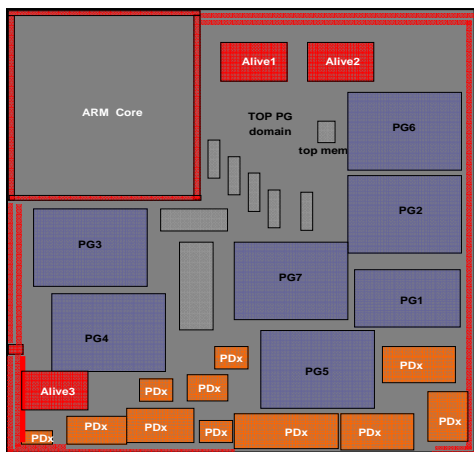 Alive1
Alive2
ARM Core
TOP PG
domain
top mem
PG6
PG2
PG3
PG7
PG1
PG4
PG5
PDx
PDx
Alive3
PDx
PDx
PDx
PDx
PDx
PDx
PDx
PDx
PDx